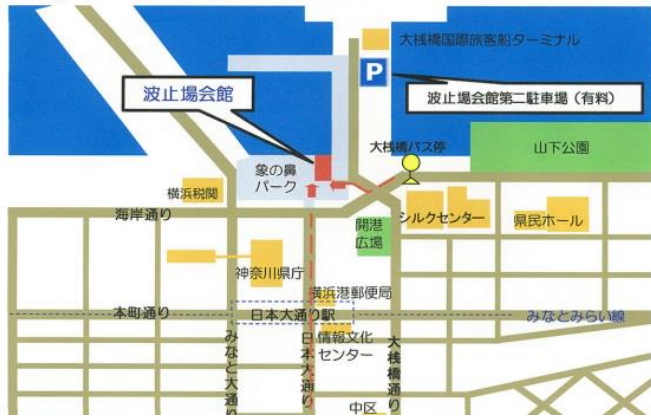 大桟橋国際旅客船ターミナル
P
波止場会館
波止場会館第二駐車場（有料）
大桟橋バス停
山下公園
象の鼻
パーク
横浜税関
海岸通り
シルクセンター
県民ホール
開港
広場
神奈川県庁
横浜港郵便局
本町通り
日本大通り駅
みなとみらい線
情報文化
センター
みなと大通り
日本大通り
大桟橋通り
中区